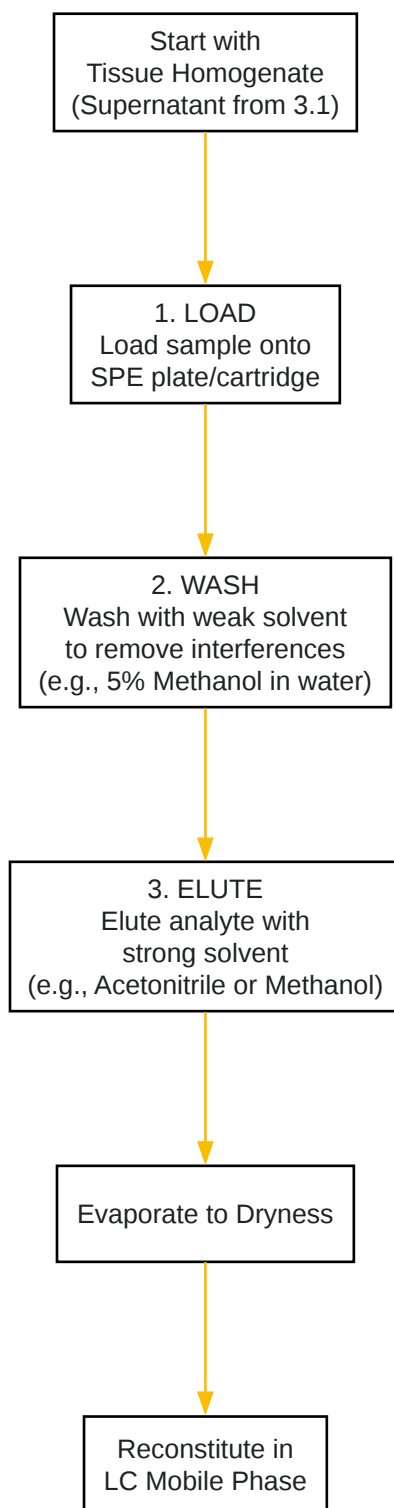 Start with
Tissue Homogenate
(Supernatant from 3.1)
1. LOAD
Load sample onto
SPE plate/cartridge
2. WASH
Wash with weak solvent
to remove interferences
(e.g., 5% Methanol in water)
3. ELUTE
Elute analyte with
strong solvent
(e.g., Acetonitrile or Methanol)
Evaporate to Dryness
Reconstitute in
LC Mobile Phase